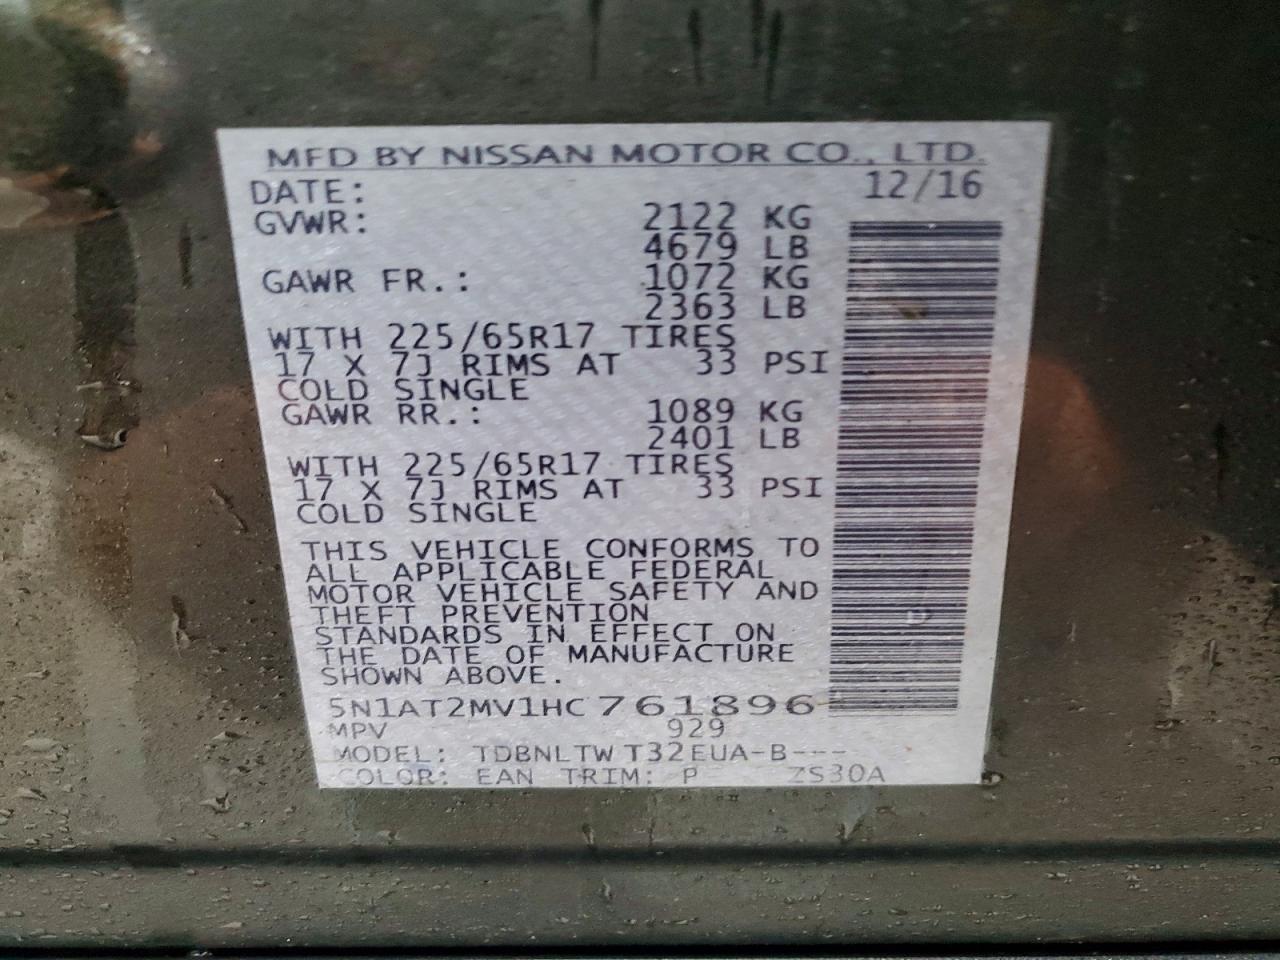 MFD BY NISSAN MOTOR CO., LTD.
DATE: 12/16
GVWR: 2122 KG
4679 LB
GAWR FR.: 1072 KG
2363 LB
WITH 225/65R17 TIRES
17 X 7J RIMS AT 33 PSI
COLD SINGLE
GAWR RR.: 1089 KG
2401 LB
WITH 225/65R17 TIRES
17 X 7J RIMS AT 33 PSI
COLD SINGLE
THIS VEHICLE CONFORMS TO
ALL APPLICABLE FEDERAL
MOTOR VEHICLE SAFETY AND
THEFT PREVENTION
STANDARDS IN EFFECT ON
THE DATE OF MANUFACTURE
SHOWN ABOVE.
5N1AT2MV1HC761896
MPV 929
MODEL: TDBNLTW T32EUA-B---
COLOR: EAN TRIM: P ZS30A